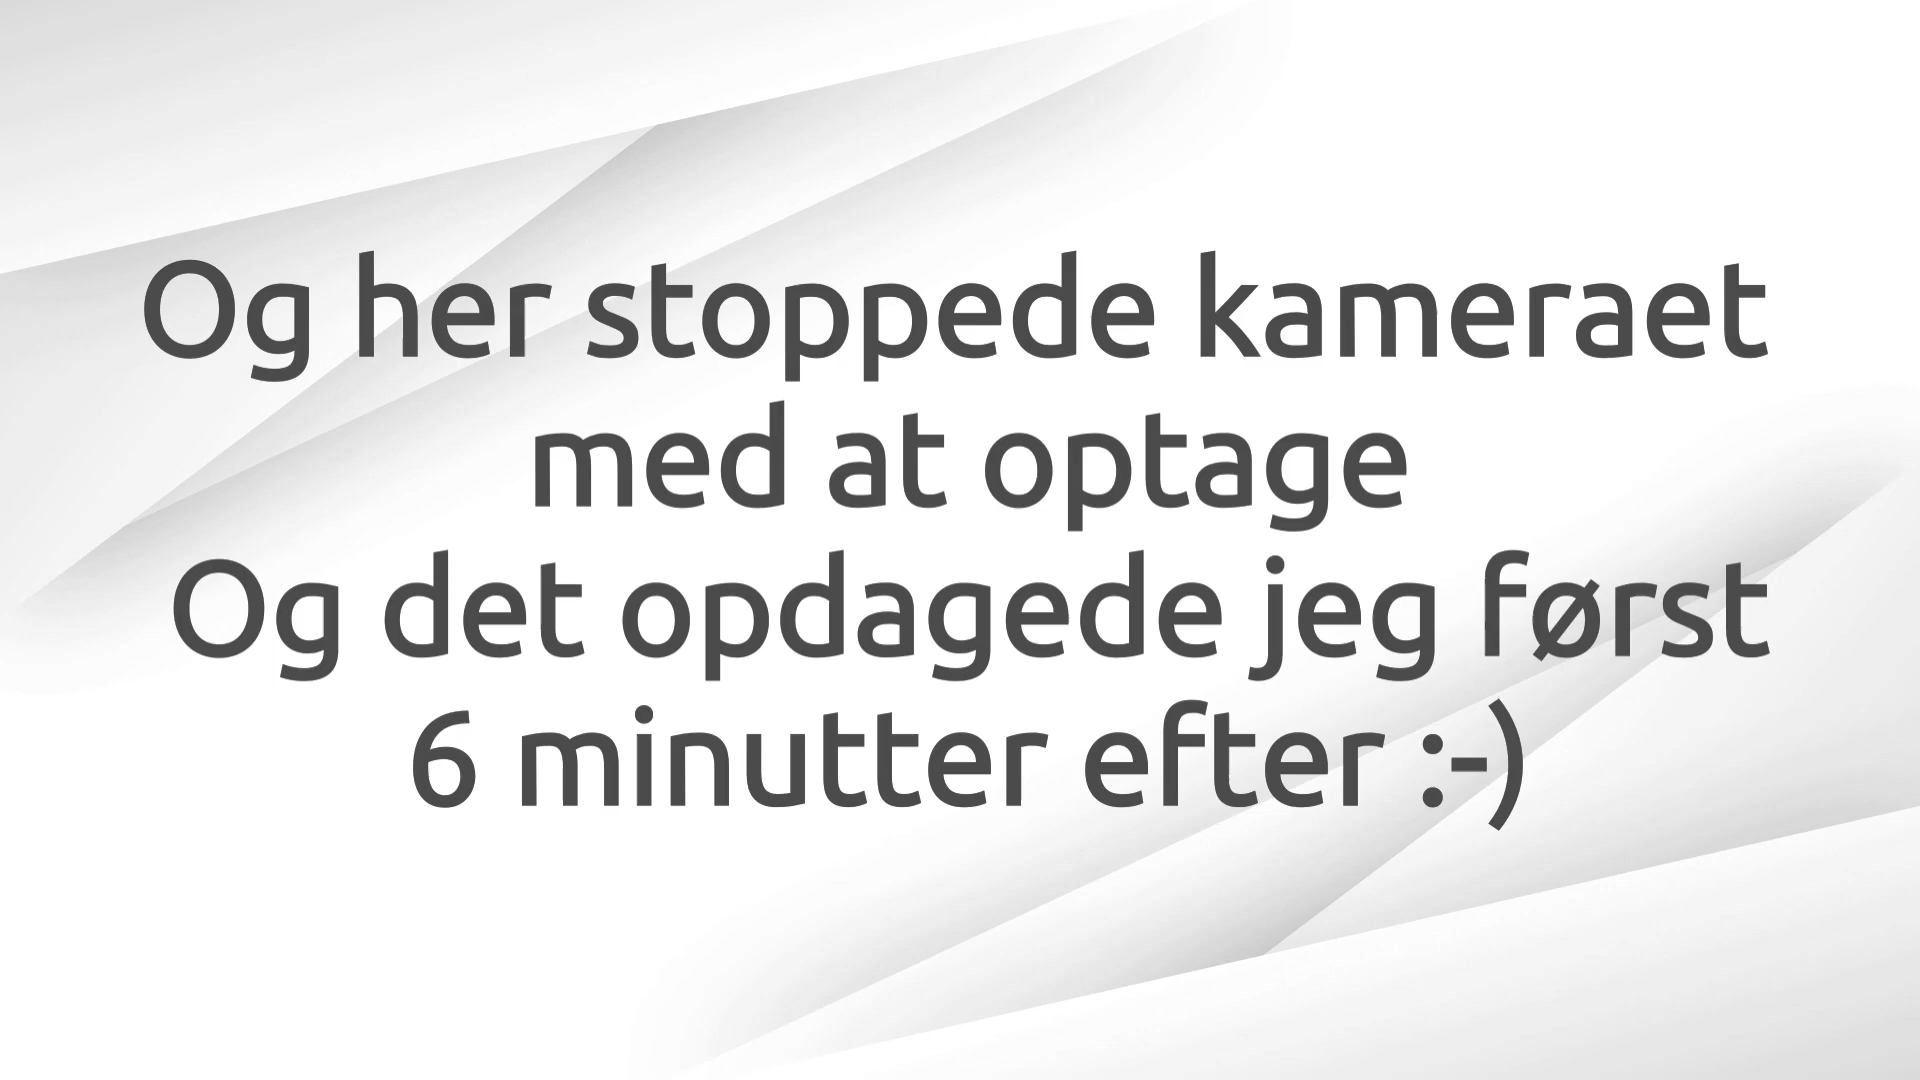 Og her stoppede kameraet
med at optage
Og det opdagede jeg først
6 minutter efter :-)